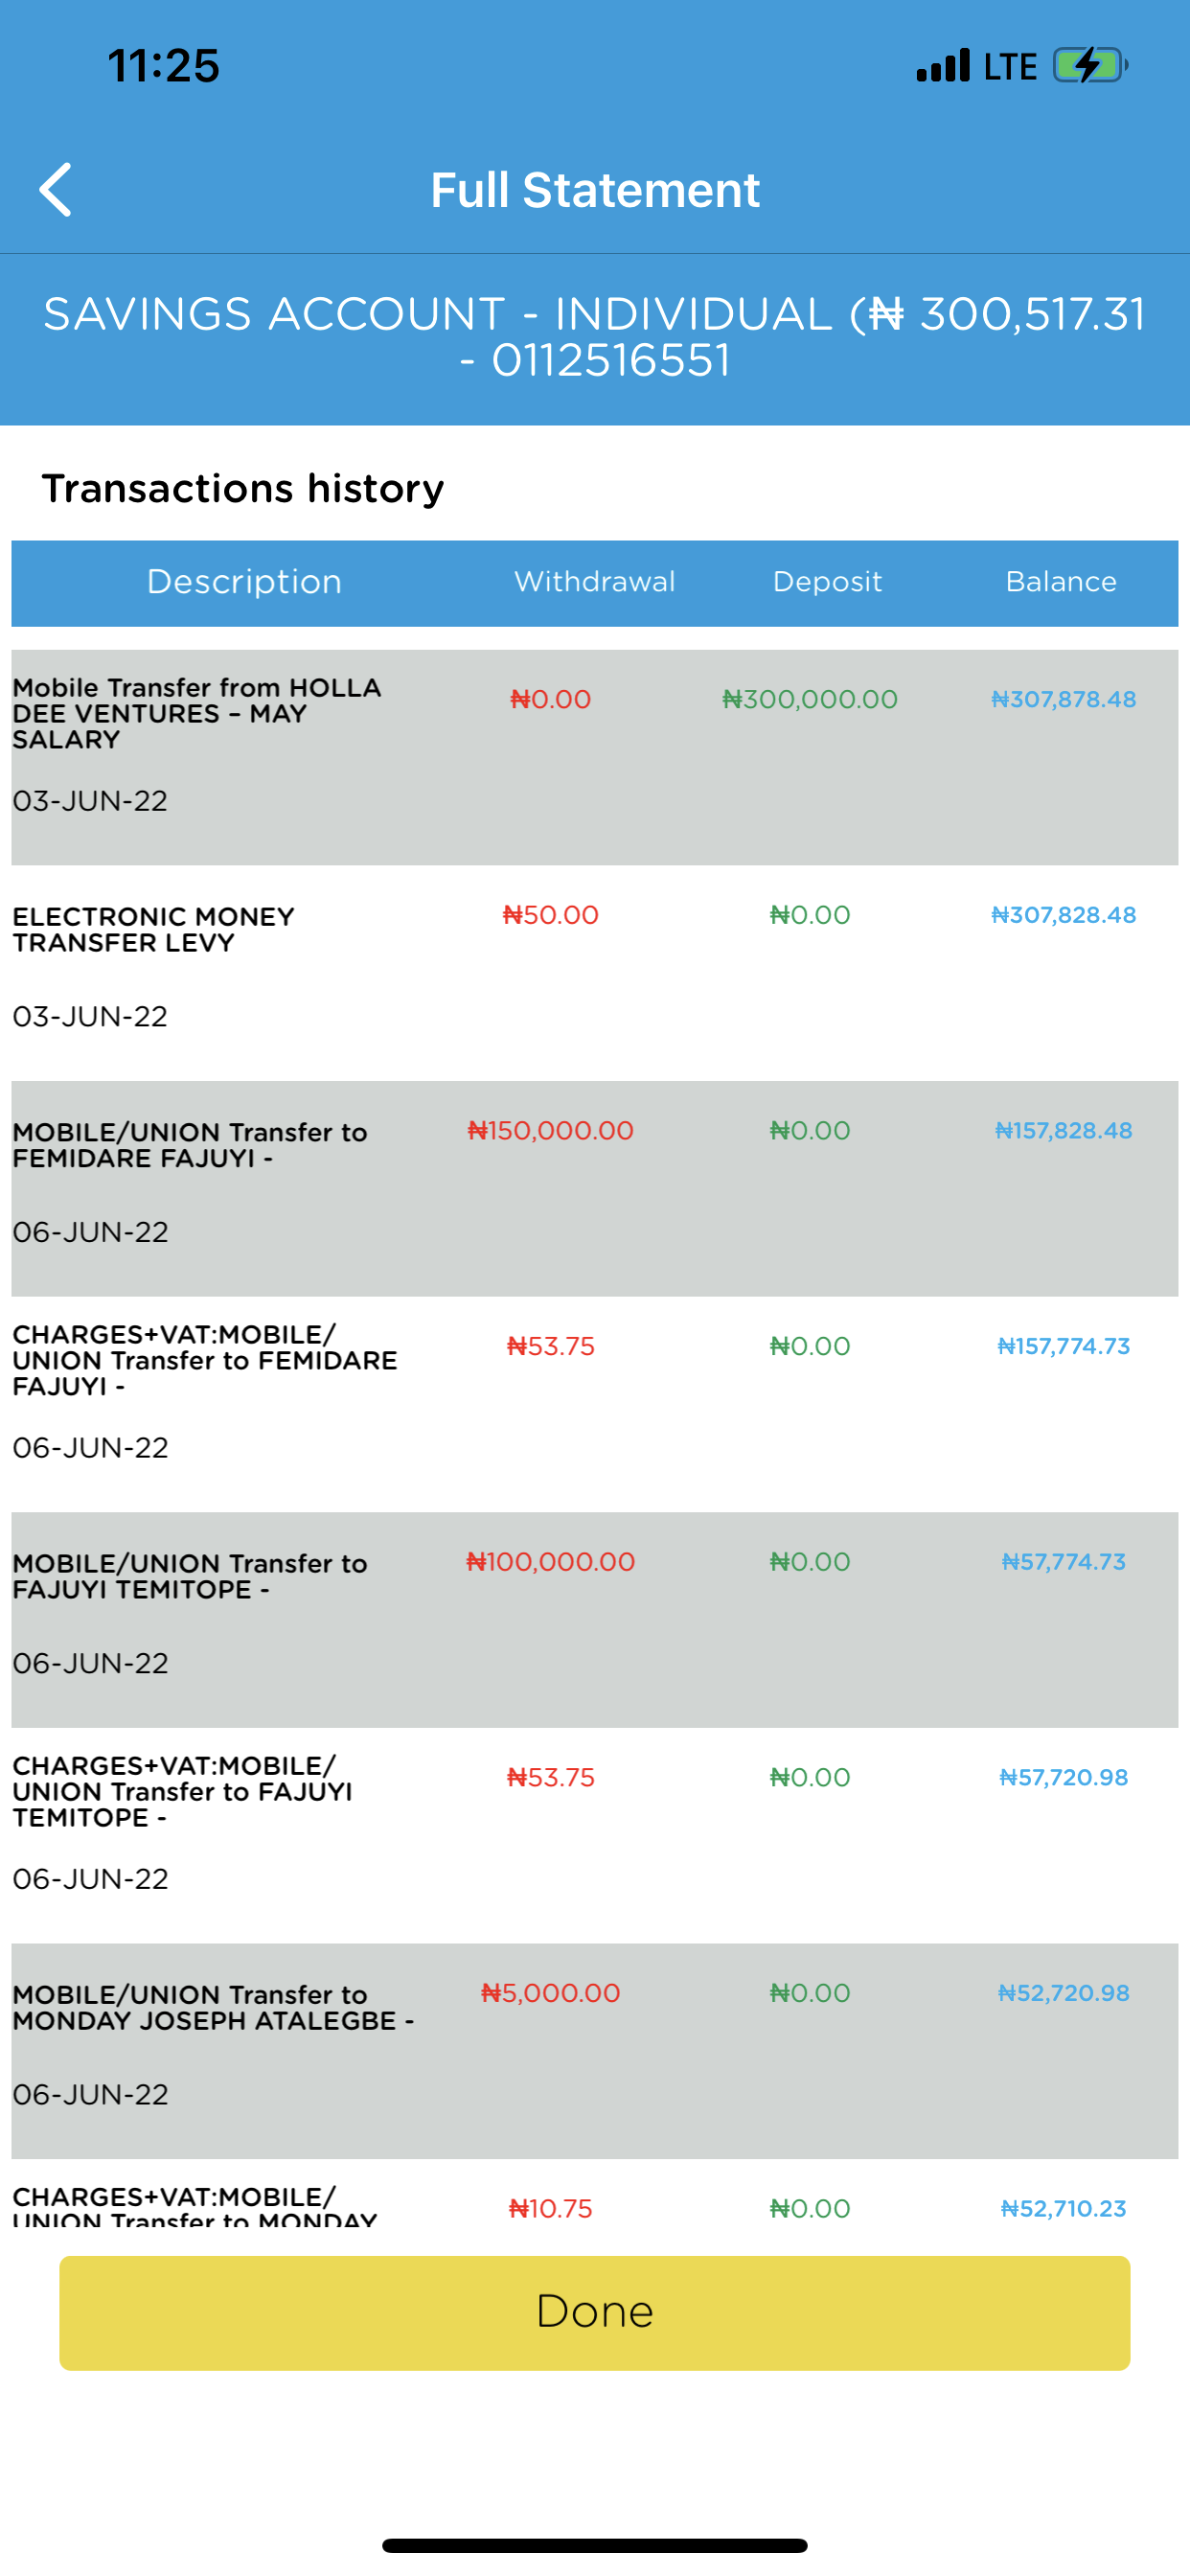 11:25
LTE
Full Statement
SAVINGS ACCOUNT - INDIVIDUAL (₦ 300,517.31
- 0112516551
Transactions history
Description Withdrawal Deposit Balance
Mobile Transfer from HOLLA ₦0.00 ₦300,000.00 ₦307,878.48
DEE VENTURES – MAY
SALARY
03-JUN-22
ELECTRONIC MONEY ₦50.00 ₦0.00 ₦307,828.48
TRANSFER LEVY
03-JUN-22
MOBILE/UNION Transfer to ₦150,000.00 ₦0.00 ₦157,828.48
FEMIDARE FAJUYI -
06-JUN-22
CHARGES+VAT:MOBILE/ ₦53.75 ₦0.00 ₦157,774.73
UNION Transfer to FEMIDARE
FAJUYI -
06-JUN-22
MOBILE/UNION Transfer to ₦100,000.00 ₦0.00 ₦57,774.73
FAJUYI TEMITOPE -
06-JUN-22
CHARGES+VAT:MOBILE/ ₦53.75 ₦0.00 ₦57,720.98
UNION Transfer to FAJUYI
TEMITOPE -
06-JUN-22
MOBILE/UNION Transfer to ₦5,000.00 ₦0.00 ₦52,720.98
MONDAY JOSEPH ATALEGBE -
06-JUN-22
CHARGES+VAT:MOBILE/ ₦10.75 ₦0.00 ₦52,710.23
UNION Transfer to MONDAY
Done